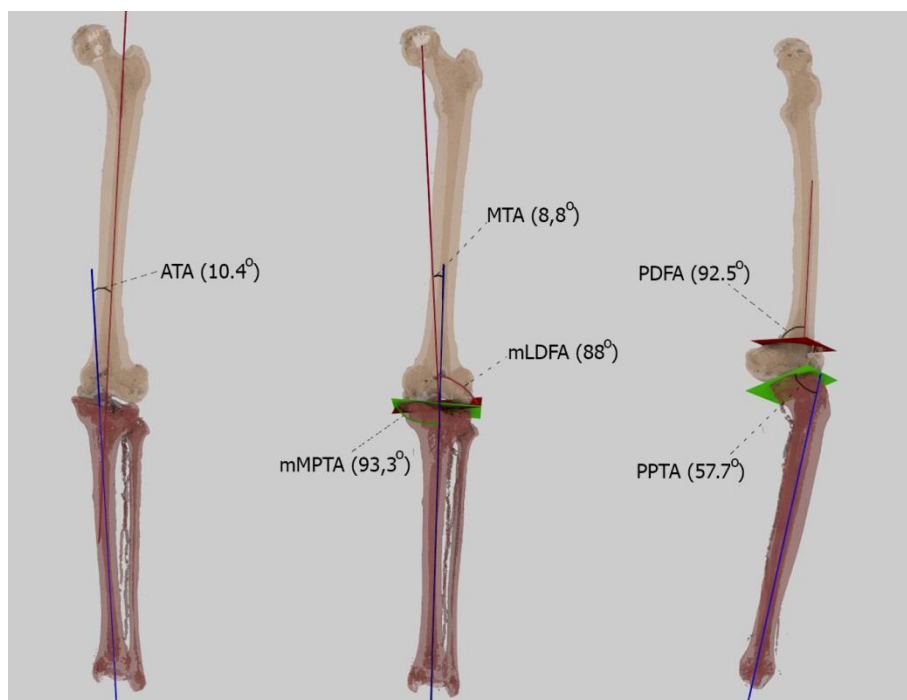 MTA (8,8°)
ATA (10.4°)
PDFA (92.5°)
mLDFA (88°)
mMPTA (93,3°)
PPTA (57.7°)